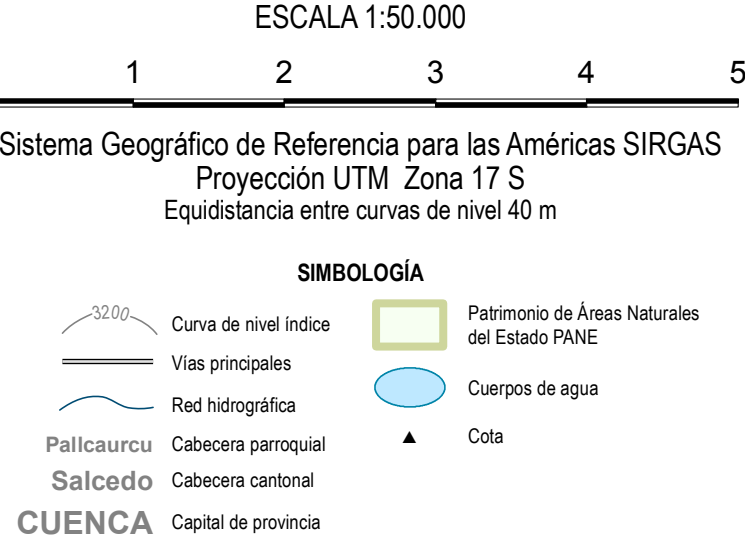 ESCALA 1:50.000
1 2 3 4 5
Sistema Geográfico de Referencia para las Américas SIRGAS
Proyección UTM Zona 17 S
Equidistancia entre curvas de nivel 40 m
SIMBOLOGÍA
3200 Curva de nivel índice
Vías principales
Red hidrográfica
Pallcaurcu Cabecera parroquial
Salcedo Cabecera cantonal
CUENCA Capital de provincia
Patrimonio de Áreas Naturales
del Estado PANE
Cuerpos de agua
Cota